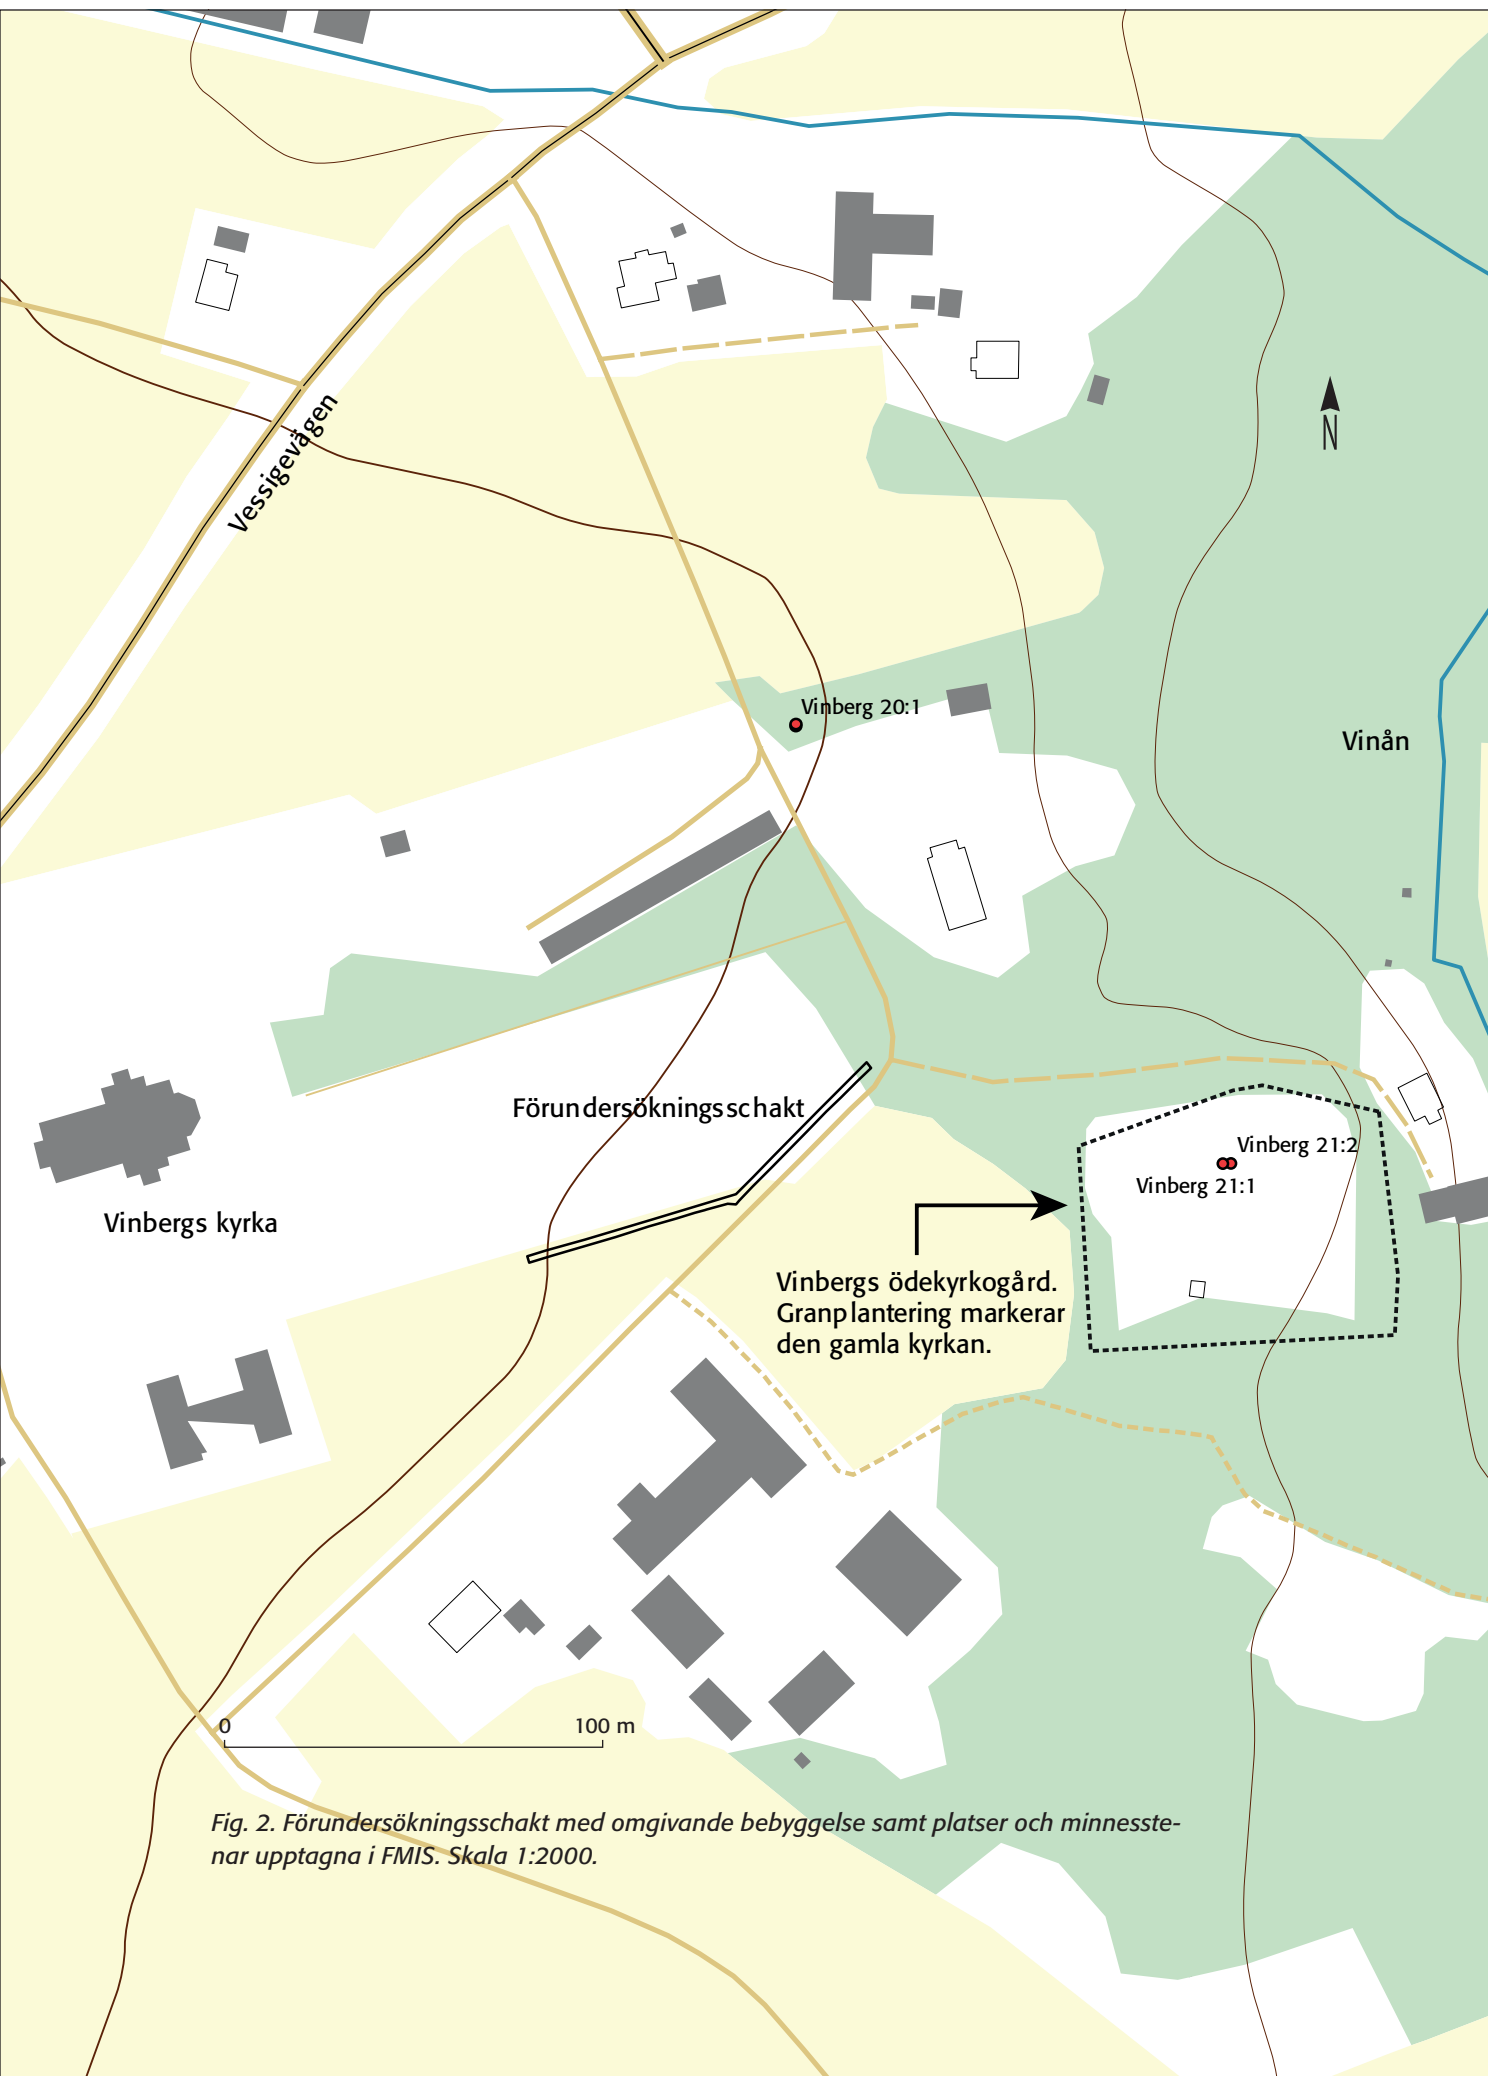 Vessigevägen
N
Vinberg 20:1
Vinån
Förundersökningsschakt
Vinberg 21:2
Vinberg 21:1
Vinbergs kyrka
Vinbergs ödekyrkogård.
Granplantering markerar
den gamla kyrkan.
0 100 m
Fig. 2. Förundersökningsschakt med omgivande bebyggelse samt platser och minnesste-
nar upptagna i FMIS. Skala 1:2000.